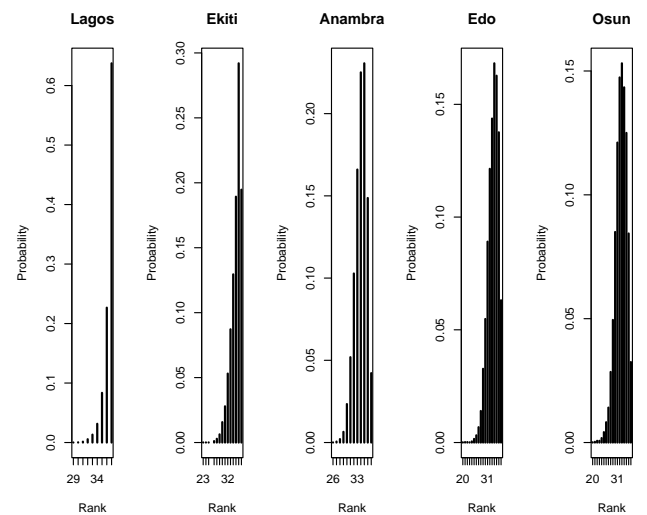 Lagos Ekiti Anambra Edo Osun
Probability 0.0 0.1 0.2 0.3 0.4 0.5 0.6
Probability 0.00 0.05 0.10 0.15 0.20 0.25 0.30
Probability 0.00 0.05 0.10 0.15 0.20
Probability 0.00 0.05 0.10 0.15
Probability 0.00 0.05 0.10 0.15
29 34 23 32 26 33 20 31 20 31
Rank Rank Rank Rank Rank